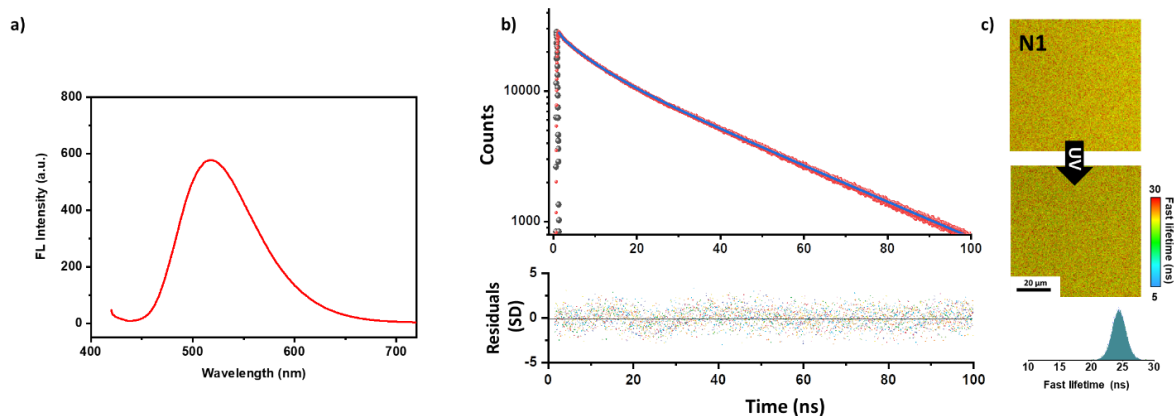 a)
FL Intensity (a.u.)
800
600
400
200
0
400
500
600
700
Wavelength (nm)
b)
Counts
10000
1000
0
20
40
60
80
100
Residuals
(SD)
5
0
-5
0
20
40
60
80
100
Time (ns)
c)
N1
UV
20 µm
30
Fast lifetime
(ns)
5
10
15
20
25
30
Fast lifetime (ns)